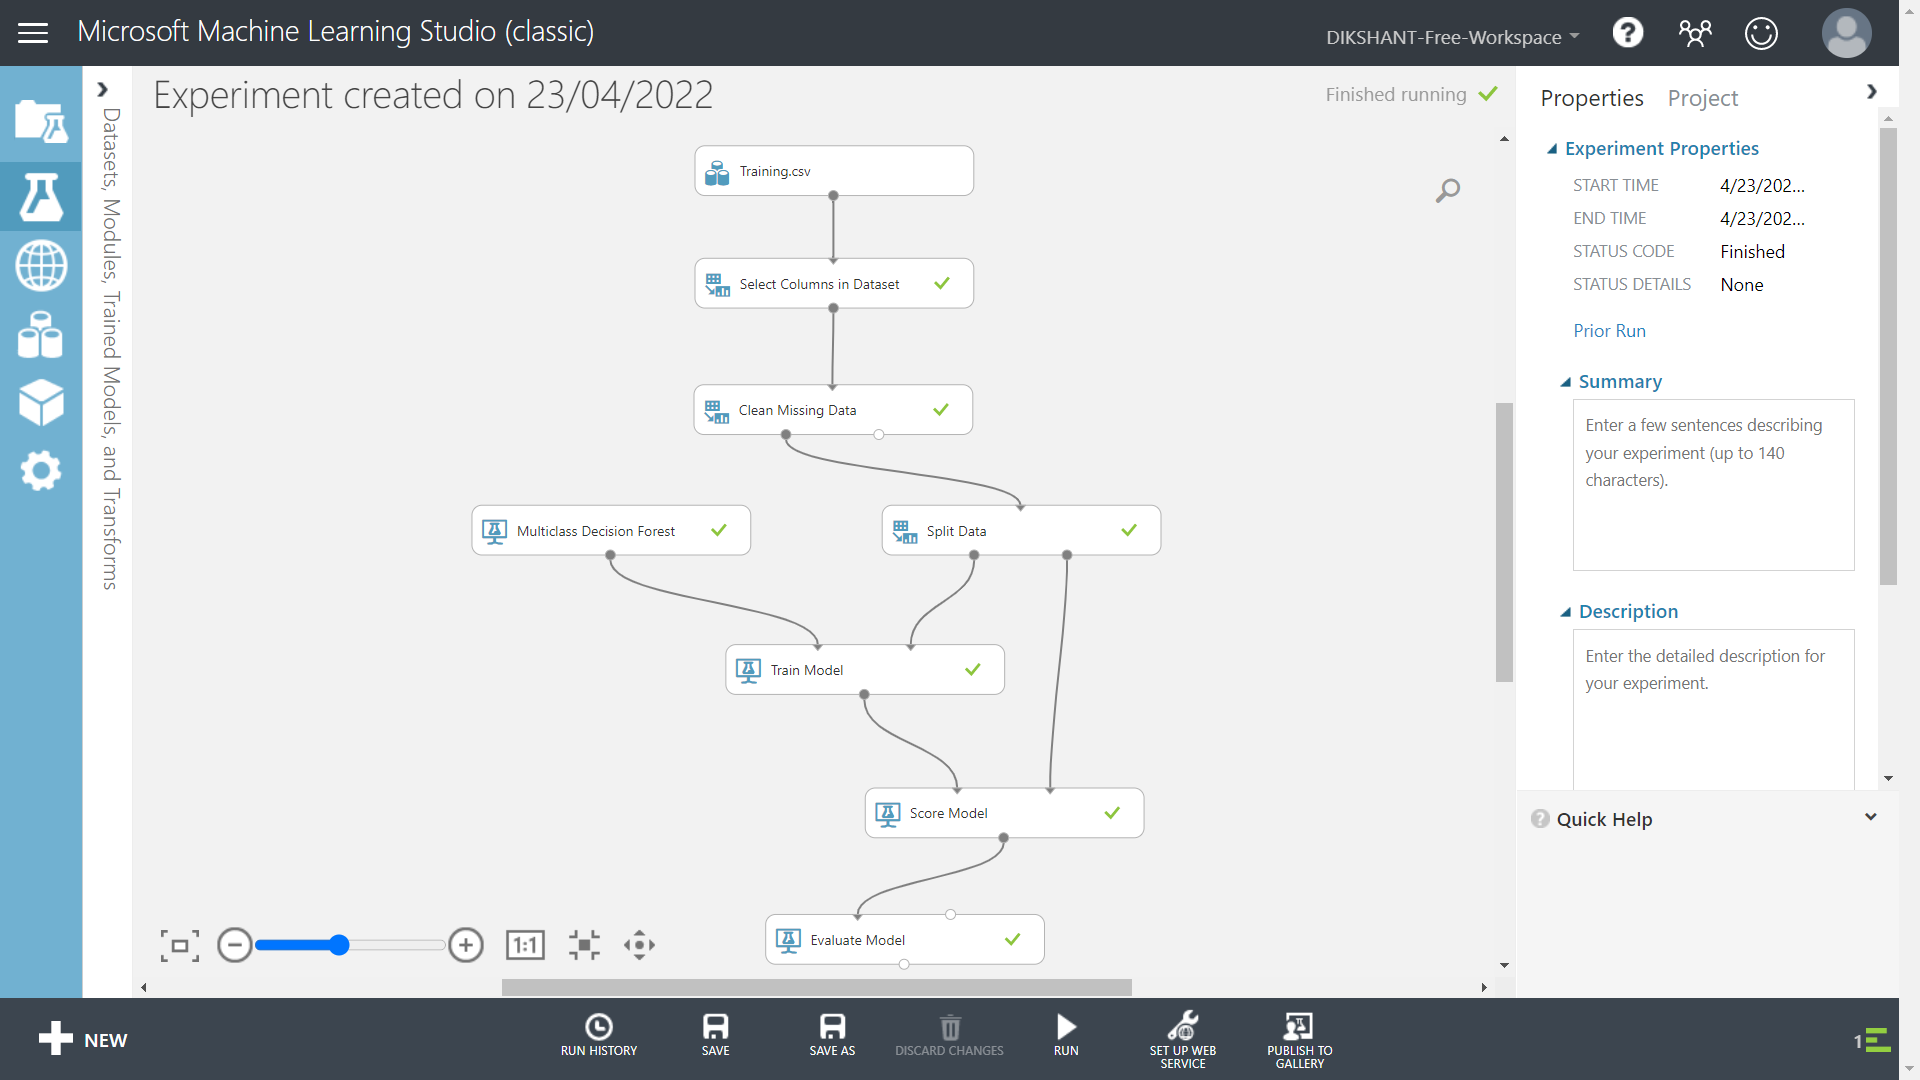 Microsoft Machine Learning Studio (classic)
DIKSHANT-Free-Workspace
?
Datasets, Modules, Trained Models, and Transforms
Experiment created on 23/04/2022
Finished running
Training.csv
Select Columns in Dataset
Clean Missing Data
Multiclass Decision Forest
Split Data
Train Model
Score Model
Evaluate Model
1:1
Properties Project
Experiment Properties
START TIME 4/23/202...
END TIME 4/23/202...
STATUS CODE Finished
STATUS DETAILS None
Prior Run
Summary
Enter a few sentences describing
your experiment (up to 140
characters).
Description
Enter the detailed description for
your experiment.
? Quick Help
NEW
RUN HISTORY
SAVE
SAVE AS
DISCARD CHANGES
RUN
SET UP WEB
SERVICE
PUBLISH TO
GALLERY
1